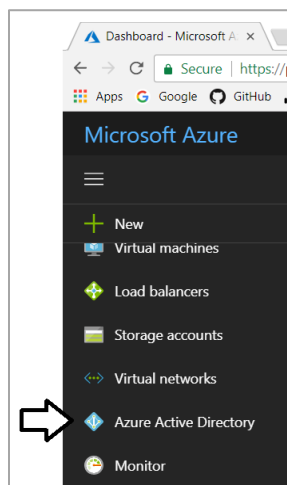 Dashboard - Microsoft A
Secure https://
Apps Google GitHub
Microsoft Azure
New
Virtual machines
Load balancers
Storage accounts
Virtual networks
Azure Active Directory
Monitor